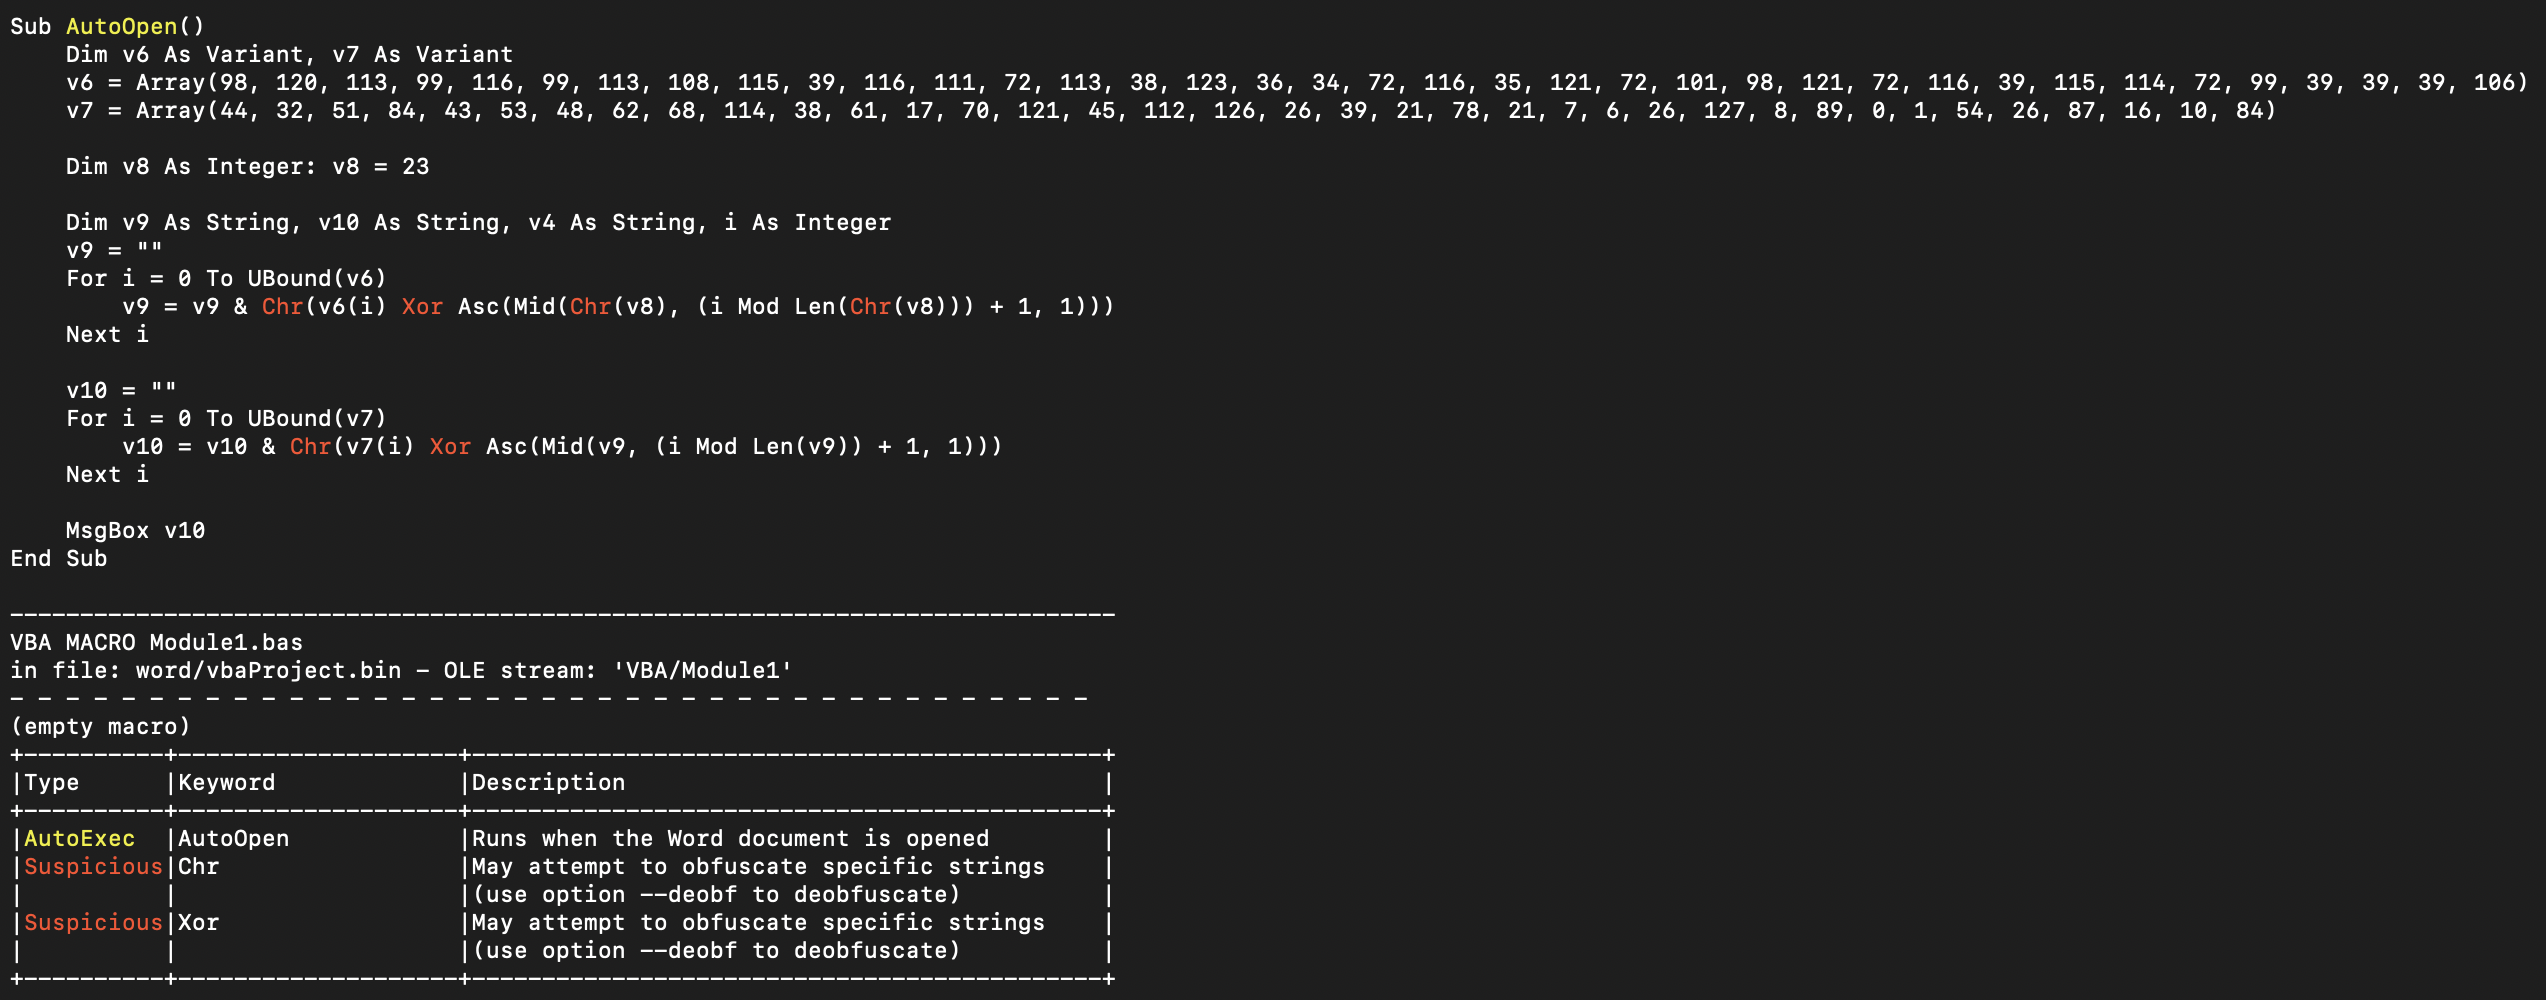 Sub AutoOpen()
    Dim v6 As Variant, v7 As Variant
    v6 = Array(98, 120, 113, 99, 116, 99, 113, 108, 115, 39, 116, 111, 72, 113, 38, 123, 36, 34, 72, 116, 35, 121, 72, 101, 98, 121, 72, 116, 39, 115, 114, 72, 99, 39, 39, 39, 106)
    v7 = Array(44, 32, 51, 84, 43, 53, 48, 62, 68, 114, 38, 61, 17, 70, 121, 45, 112, 126, 26, 39, 21, 78, 21, 7, 6, 26, 127, 8, 89, 0, 1, 54, 26, 87, 16, 10, 84)

    Dim v8 As Integer: v8 = 23

    Dim v9 As String, v10 As String, v4 As String, i As Integer
    v9 = ""
    For i = 0 To UBound(v6)
        v9 = v9 & Chr(v6(i) Xor Asc(Mid(Chr(v8), (i Mod Len(Chr(v8))) + 1, 1)))
    Next i

    v10 = ""
    For i = 0 To UBound(v7)
        v10 = v10 & Chr(v7(i) Xor Asc(Mid(v9, (i Mod Len(v9)) + 1, 1)))
    Next i

    MsgBox v10
End Sub

-------------------------------------------------------------------------------
VBA MACRO Module1.bas
in file: word/vbaProject.bin - OLE stream: 'VBA/Module1'
- - - - - - - - - - - - - - - - - - - - - - - - - - - - - - - - - - - - - - -
(empty macro)
+----------+--------------------+---------------------------------------------+
|Type      |Keyword             |Description                                  |
+----------+--------------------+---------------------------------------------+
|AutoExec  |AutoOpen            |Runs when the Word document is opened        |
|Suspicious|Chr                 |May attempt to obfuscate specific strings    |
|          |                    |(use option --deobf to deobfuscate)          |
|Suspicious|Xor                 |May attempt to obfuscate specific strings    |
|          |                    |(use option --deobf to deobfuscate)          |
+----------+--------------------+---------------------------------------------+